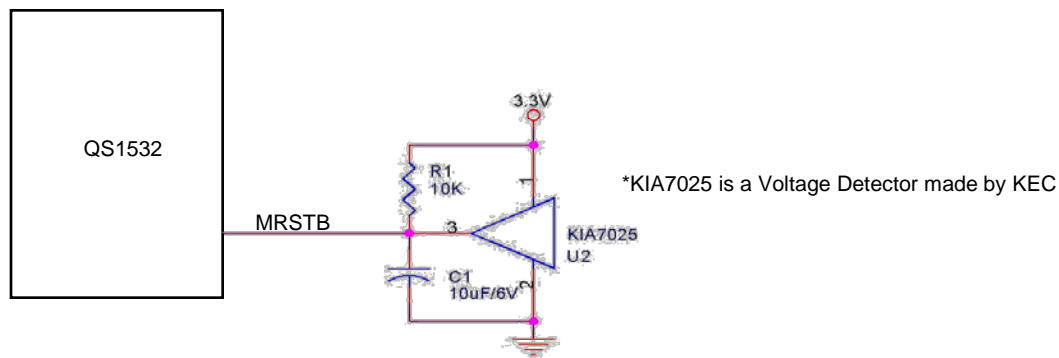 3.3V
QS1532
R1
10K
1
*KIA7025 is a Voltage Detector made by KEC
MRSTB
3
KIA7025
U2
C1
10uF/6V
2